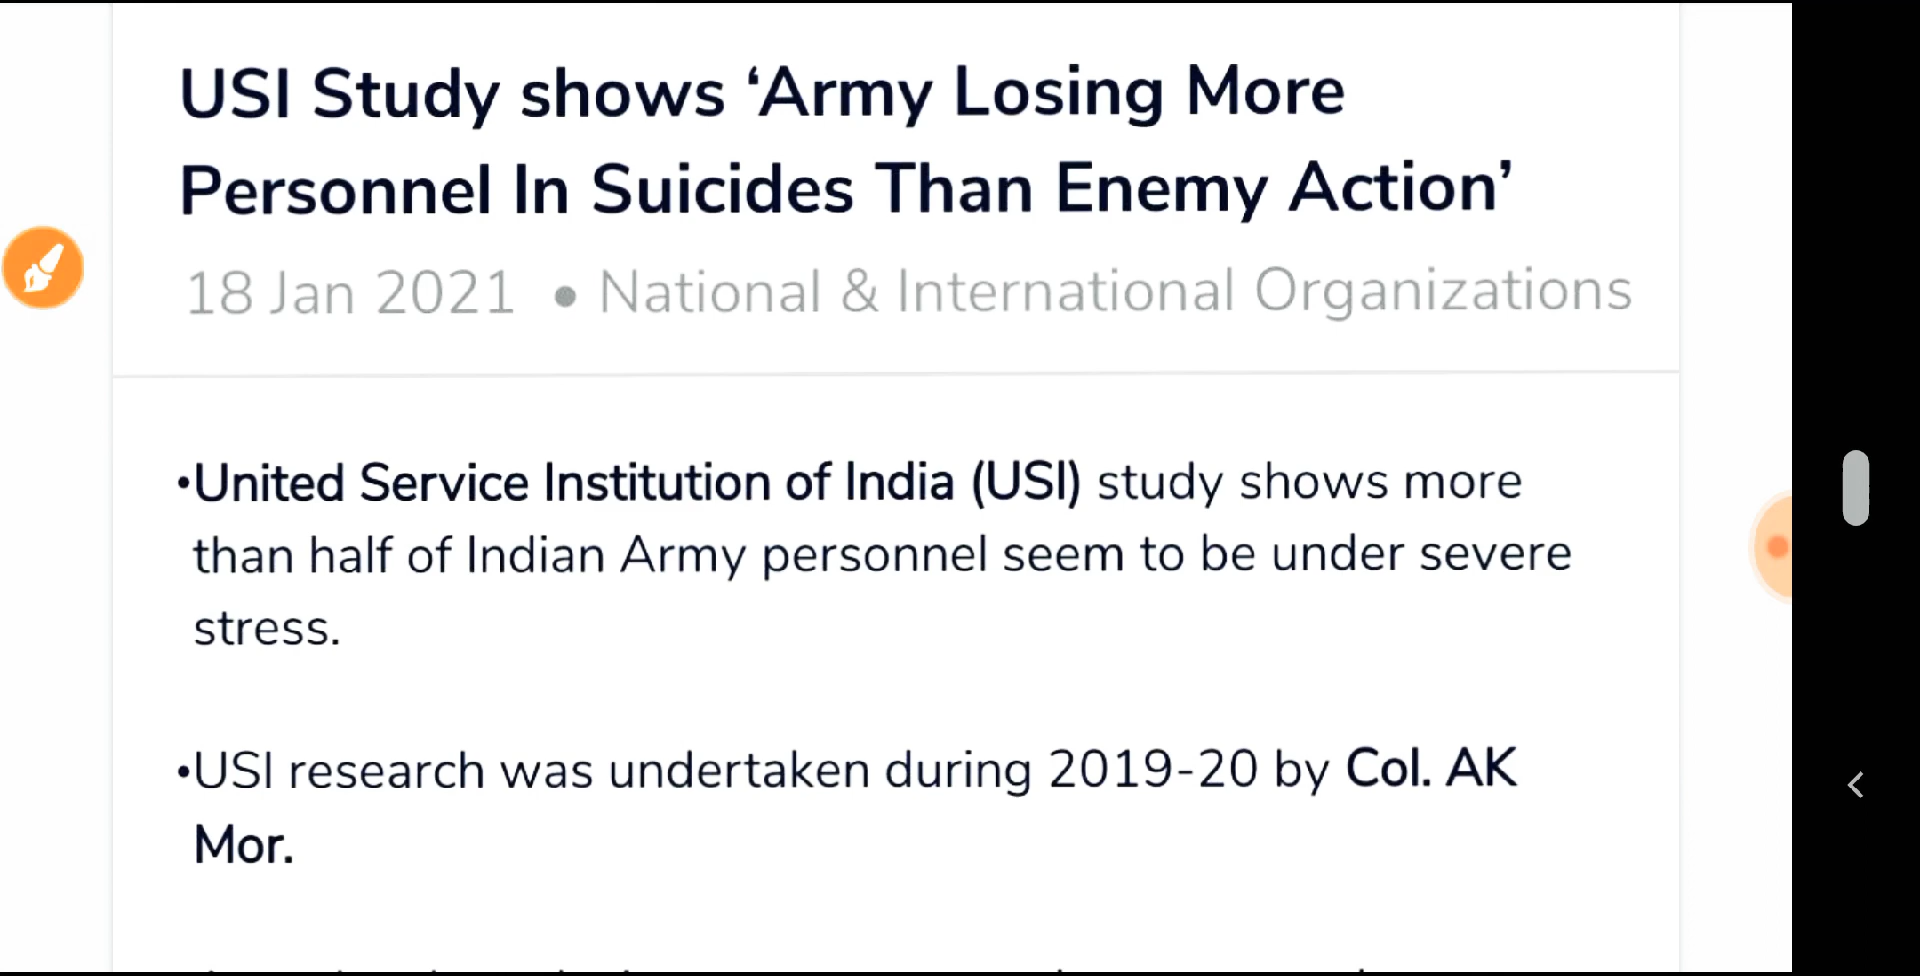 USI Study shows ‘Army Losing More
Personnel In Suicides Than Enemy Action’
18 Jan 2021 • National & International Organizations
•United Service Institution of India (USI) study shows more
than half of Indian Army personnel seem to be under severe
stress.
•USI research was undertaken during 2019-20 by Col. AK
Mor.